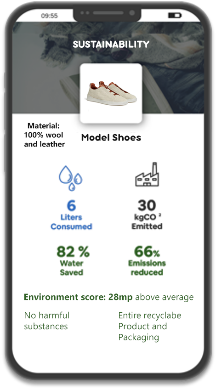 09:55
SUSTAINABILITY
Material:
100% wool
and leather
Model Shoes
6
Liters
Consumed
30
kgCO ²
Emitted
82 %
Water
Saved
66%
Emissions
reduced
Environment score: 28mp above average
No harmful
substances
Entire recyclabe
Product and
Packaging